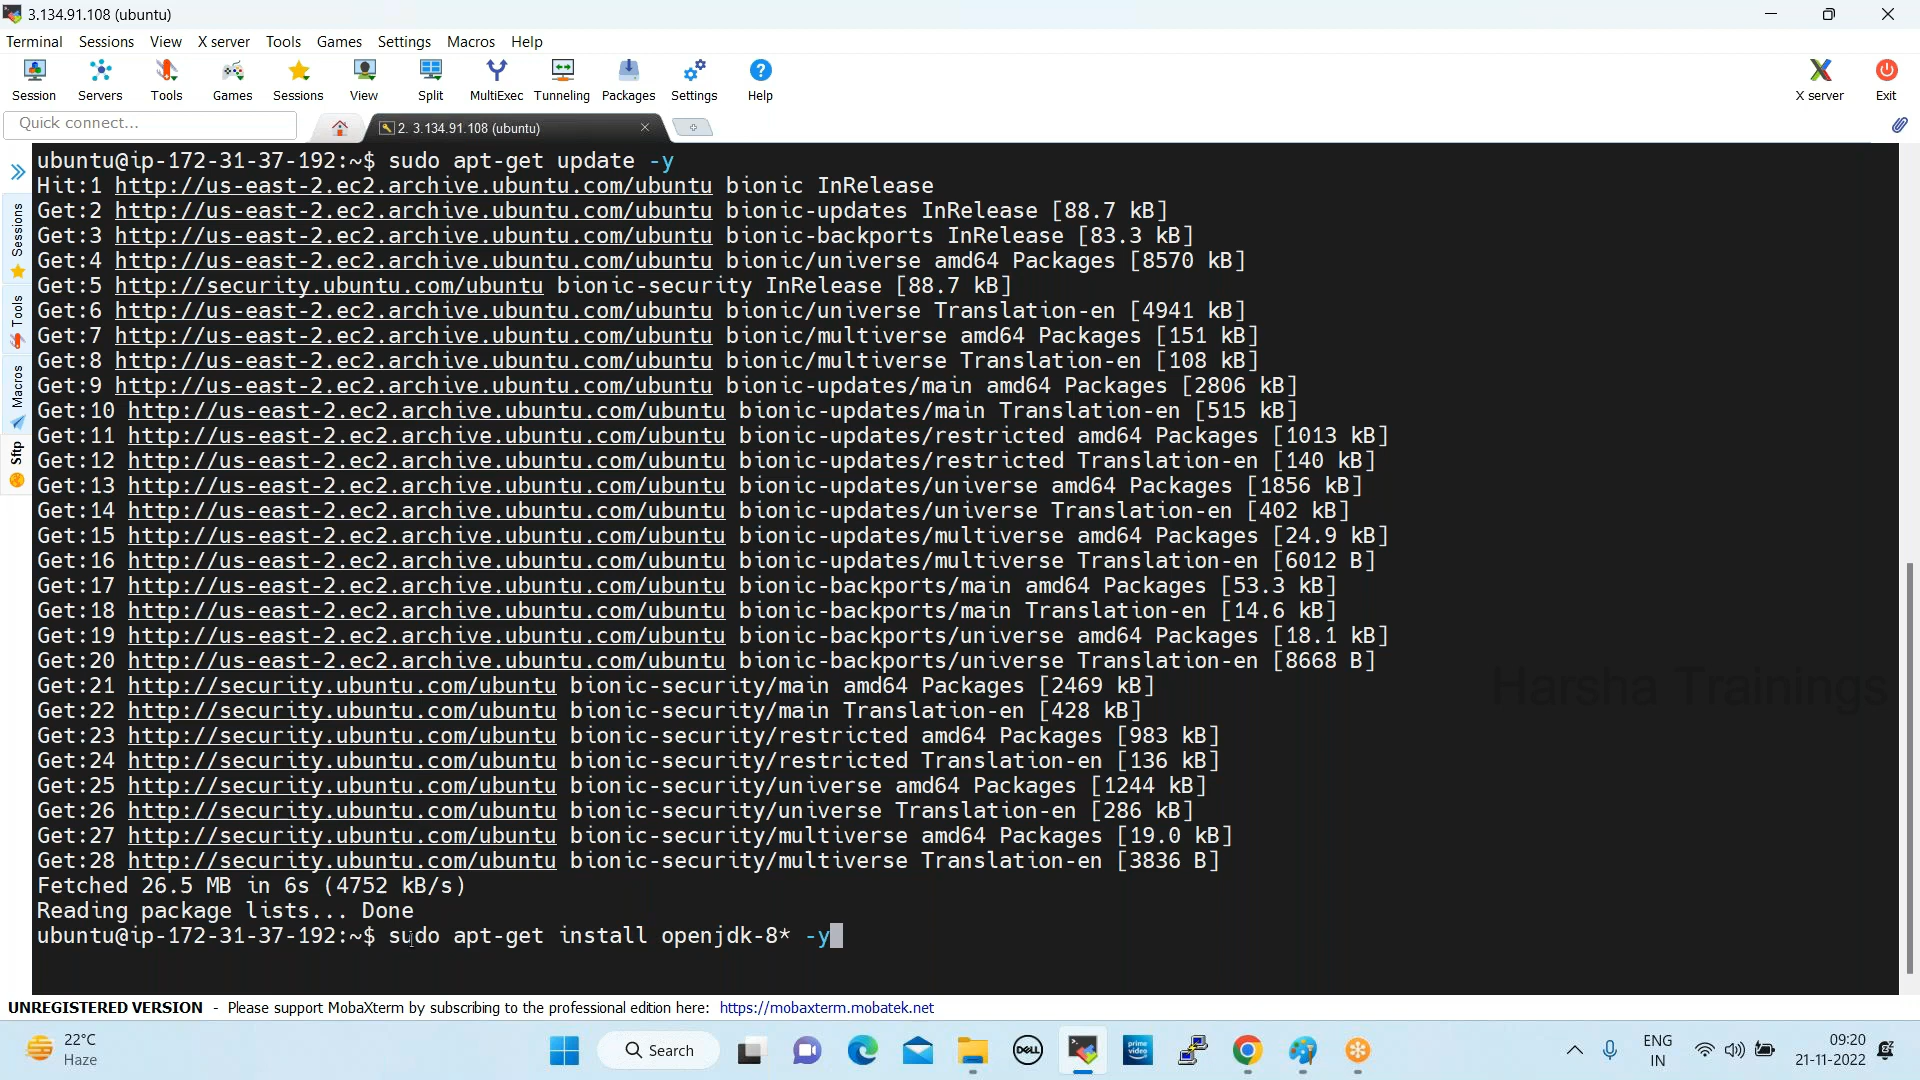 3.134.91.108 (ubuntu)
Terminal Sessions View X server Tools Games Settings Macros Help
Session Servers Tools Games Sessions View Split MultiExec Tunneling Packages Settings Help X server Exit
Quick connect...
2. 3.134.91.108 (ubuntu)
Sessions
Tools
Macros
Sftp
ubuntu@ip-172-31-37-192:~$ sudo apt-get update -y
Hit:1 http://us-east-2.ec2.archive.ubuntu.com/ubuntu bionic InRelease
Get:2 http://us-east-2.ec2.archive.ubuntu.com/ubuntu bionic-updates InRelease [88.7 kB]
Get:3 http://us-east-2.ec2.archive.ubuntu.com/ubuntu bionic-backports InRelease [83.3 kB]
Get:4 http://us-east-2.ec2.archive.ubuntu.com/ubuntu bionic/universe amd64 Packages [8570 kB]
Get:5 http://security.ubuntu.com/ubuntu bionic-security InRelease [88.7 kB]
Get:6 http://us-east-2.ec2.archive.ubuntu.com/ubuntu bionic/universe Translation-en [4941 kB]
Get:7 http://us-east-2.ec2.archive.ubuntu.com/ubuntu bionic/multiverse amd64 Packages [151 kB]
Get:8 http://us-east-2.ec2.archive.ubuntu.com/ubuntu bionic/multiverse Translation-en [108 kB]
Get:9 http://us-east-2.ec2.archive.ubuntu.com/ubuntu bionic-updates/main amd64 Packages [2806 kB]
Get:10 http://us-east-2.ec2.archive.ubuntu.com/ubuntu bionic-updates/main Translation-en [515 kB]
Get:11 http://us-east-2.ec2.archive.ubuntu.com/ubuntu bionic-updates/restricted amd64 Packages [1013 kB]
Get:12 http://us-east-2.ec2.archive.ubuntu.com/ubuntu bionic-updates/restricted Translation-en [140 kB]
Get:13 http://us-east-2.ec2.archive.ubuntu.com/ubuntu bionic-updates/universe amd64 Packages [1856 kB]
Get:14 http://us-east-2.ec2.archive.ubuntu.com/ubuntu bionic-updates/universe Translation-en [402 kB]
Get:15 http://us-east-2.ec2.archive.ubuntu.com/ubuntu bionic-updates/multiverse amd64 Packages [24.9 kB]
Get:16 http://us-east-2.ec2.archive.ubuntu.com/ubuntu bionic-updates/multiverse Translation-en [6012 B]
Get:17 http://us-east-2.ec2.archive.ubuntu.com/ubuntu bionic-backports/main amd64 Packages [53.3 kB]
Get:18 http://us-east-2.ec2.archive.ubuntu.com/ubuntu bionic-backports/main Translation-en [14.6 kB]
Get:19 http://us-east-2.ec2.archive.ubuntu.com/ubuntu bionic-backports/universe amd64 Packages [18.1 kB]
Get:20 http://us-east-2.ec2.archive.ubuntu.com/ubuntu bionic-backports/universe Translation-en [8668 B]
Get:21 http://security.ubuntu.com/ubuntu bionic-security/main amd64 Packages [2469 kB]
Get:22 http://security.ubuntu.com/ubuntu bionic-security/main Translation-en [428 kB]
Get:23 http://security.ubuntu.com/ubuntu bionic-security/restricted amd64 Packages [983 kB]
Get:24 http://security.ubuntu.com/ubuntu bionic-security/restricted Translation-en [136 kB]
Get:25 http://security.ubuntu.com/ubuntu bionic-security/universe amd64 Packages [1244 kB]
Get:26 http://security.ubuntu.com/ubuntu bionic-security/universe Translation-en [286 kB]
Get:27 http://security.ubuntu.com/ubuntu bionic-security/multiverse amd64 Packages [19.0 kB]
Get:28 http://security.ubuntu.com/ubuntu bionic-security/multiverse Translation-en [3836 B]
Fetched 26.5 MB in 6s (4752 kB/s)
Reading package lists... Done
ubuntu@ip-172-31-37-192:~$ sudo apt-get install openjdk-8* -y
Harsha Trainings
UNREGISTERED VERSION - Please support MobaXterm by subscribing to the professional edition here: https://mobaxterm.mobatek.net
22°C
Haze
Search
DELL
prime video
ENG
IN
09:20
21-11-2022